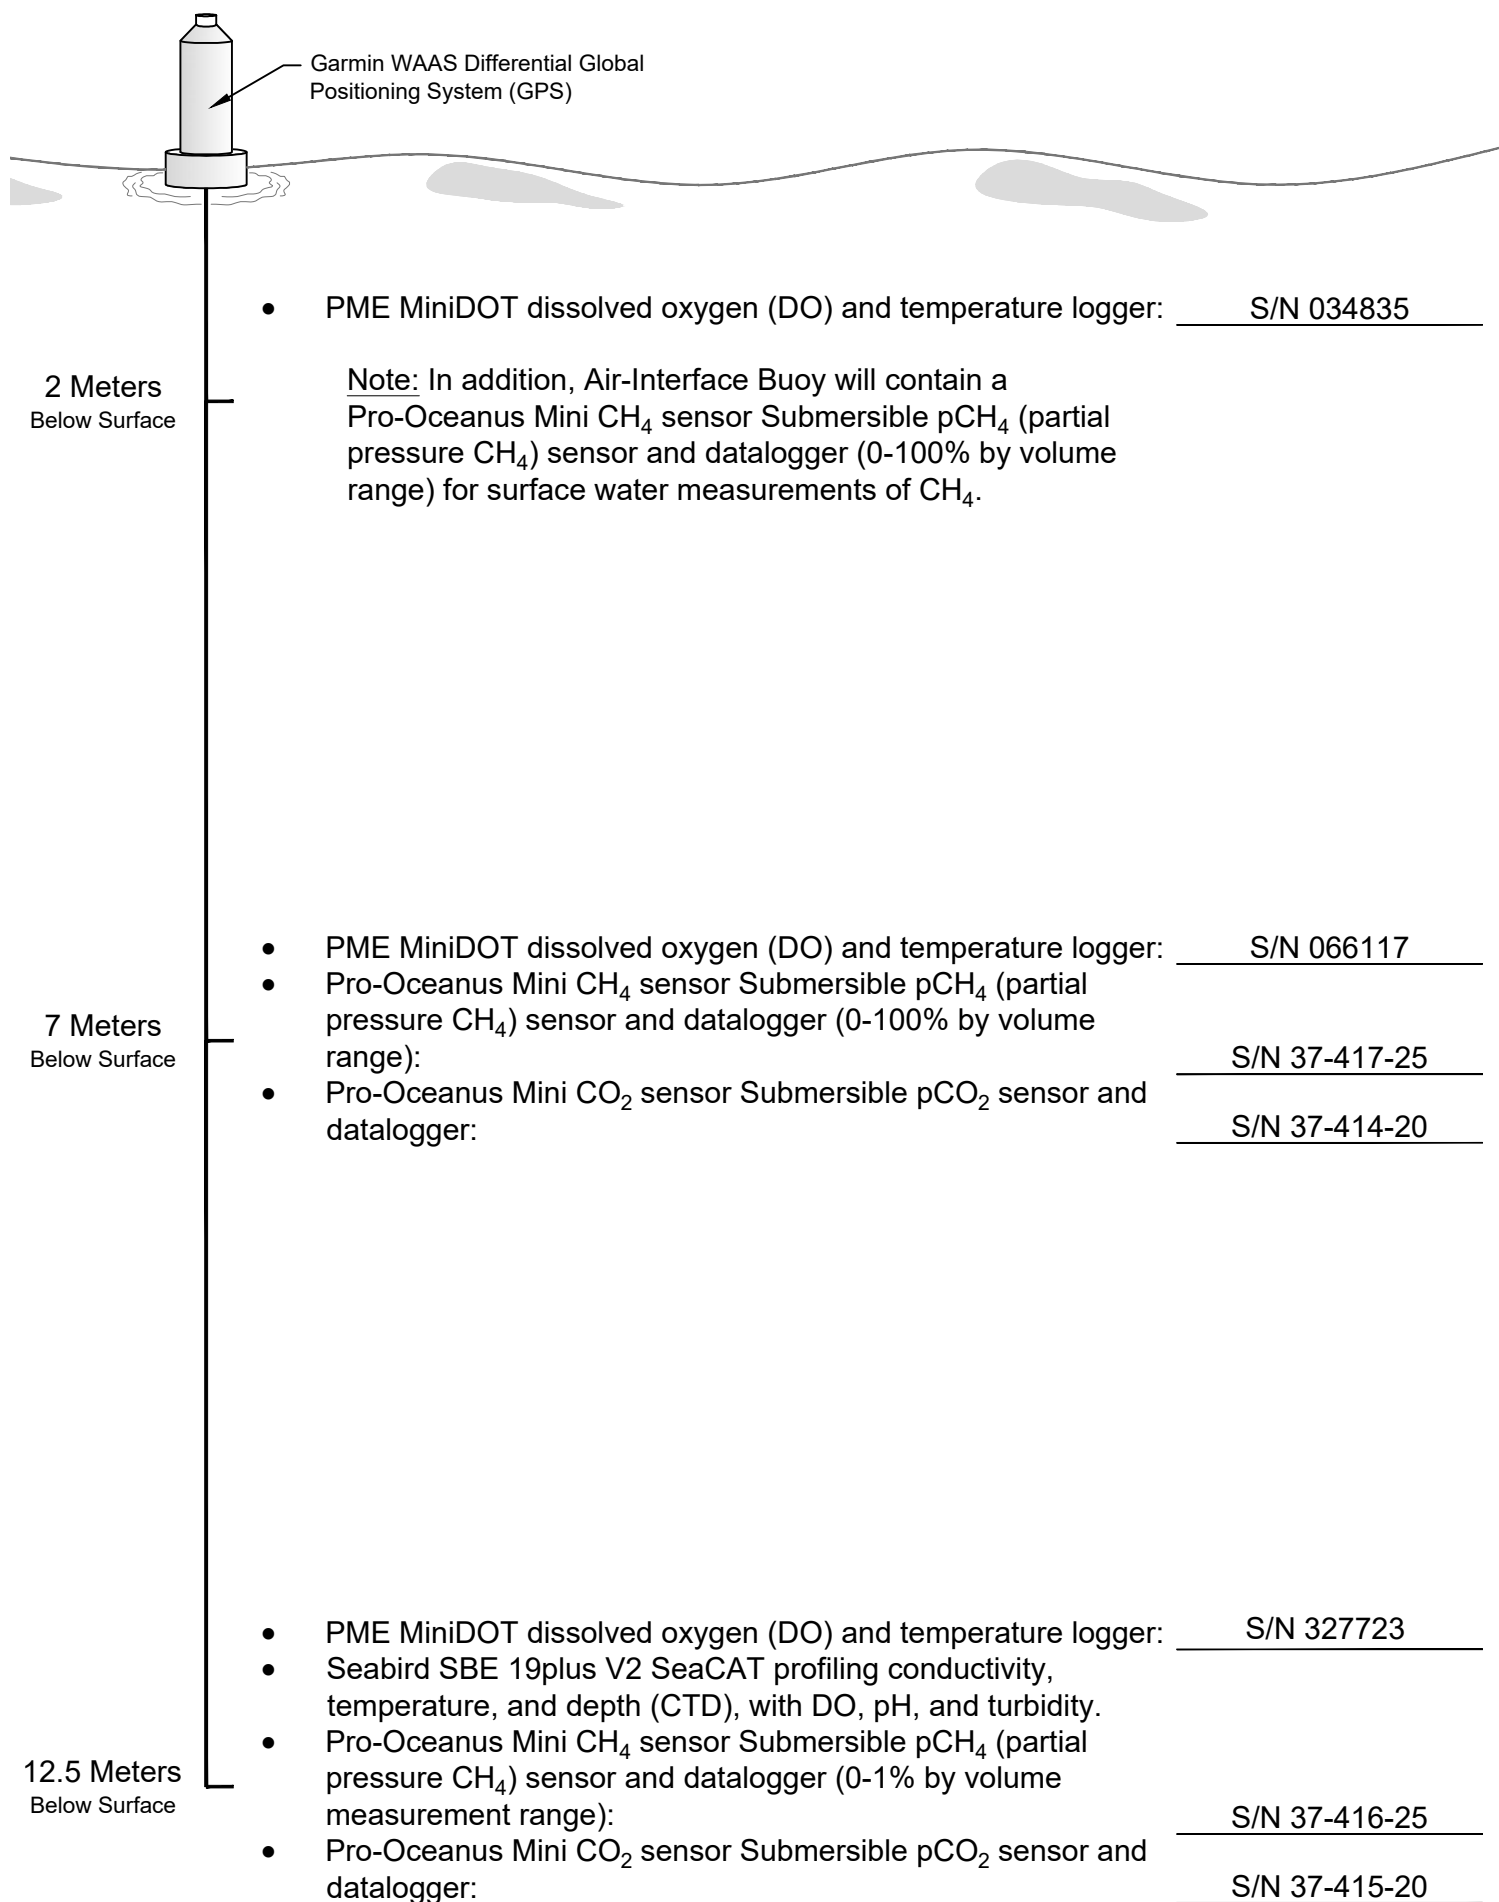 Garmin WAAS Differential Global
Positioning System (GPS)
• PME MiniDOT dissolved oxygen (DO) and temperature logger: S/N 034835
2 Meters
Below Surface
Note: In addition, Air-Interface Buoy will contain a
Pro-Oceanus Mini CH₄ sensor Submersible pCH₄ (partial
pressure CH₄) sensor and datalogger (0-100% by volume
range) for surface water measurements of CH₄.
• PME MiniDOT dissolved oxygen (DO) and temperature logger: S/N 066117
7 Meters
Below Surface
• Pro-Oceanus Mini CH₄ sensor Submersible pCH₄ (partial
pressure CH₄) sensor and datalogger (0-100% by volume
range): S/N 37-417-25
• Pro-Oceanus Mini CO₂ sensor Submersible pCO₂ sensor and
datalogger: S/N 37-414-20
• PME MiniDOT dissolved oxygen (DO) and temperature logger: S/N 327723
• Seabird SBE 19plus V2 SeaCAT profiling conductivity,
temperature, and depth (CTD), with DO, pH, and turbidity.
12.5 Meters
Below Surface
• Pro-Oceanus Mini CH₄ sensor Submersible pCH₄ (partial
pressure CH₄) sensor and datalogger (0-1% by volume
measurement range): S/N 37-416-25
• Pro-Oceanus Mini CO₂ sensor Submersible pCO₂ sensor and
datalogger: S/N 37-415-20